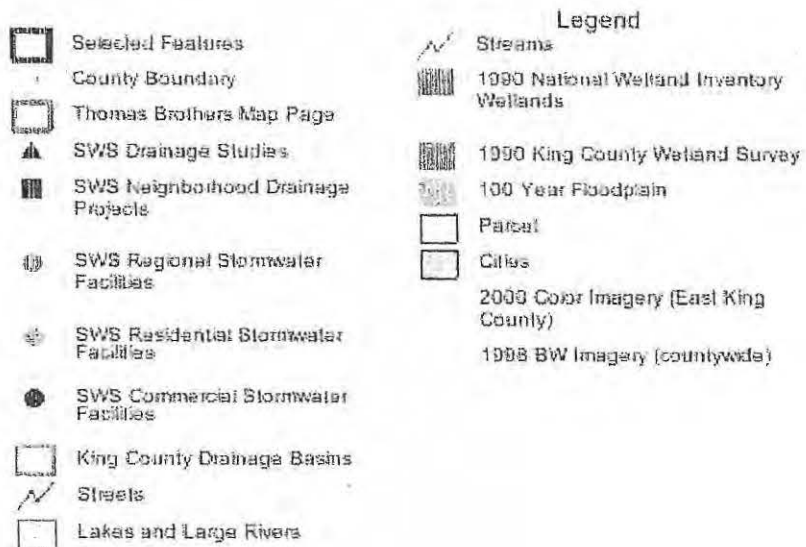 Legend
Selected Features
County Boundary
Thomas Brothers Map Page
SWS Drainage Studies
SWS Neighborhood Drainage
Projects
SWS Regional Stormwater
Facilities
SWS Residential Stormwater
Facilities
SWS Commercial Stormwater
Facilities
King County Drainage Basins
Streets
Lakes and Large Rivers
Streams
1990 National Wetland Inventory
Wetlands
1990 King County Wetland Survey
100 Year Floodplain
Parcel
Cities
2000 Color Imagery (East King
County)
1998 BW Imagery (countywide)